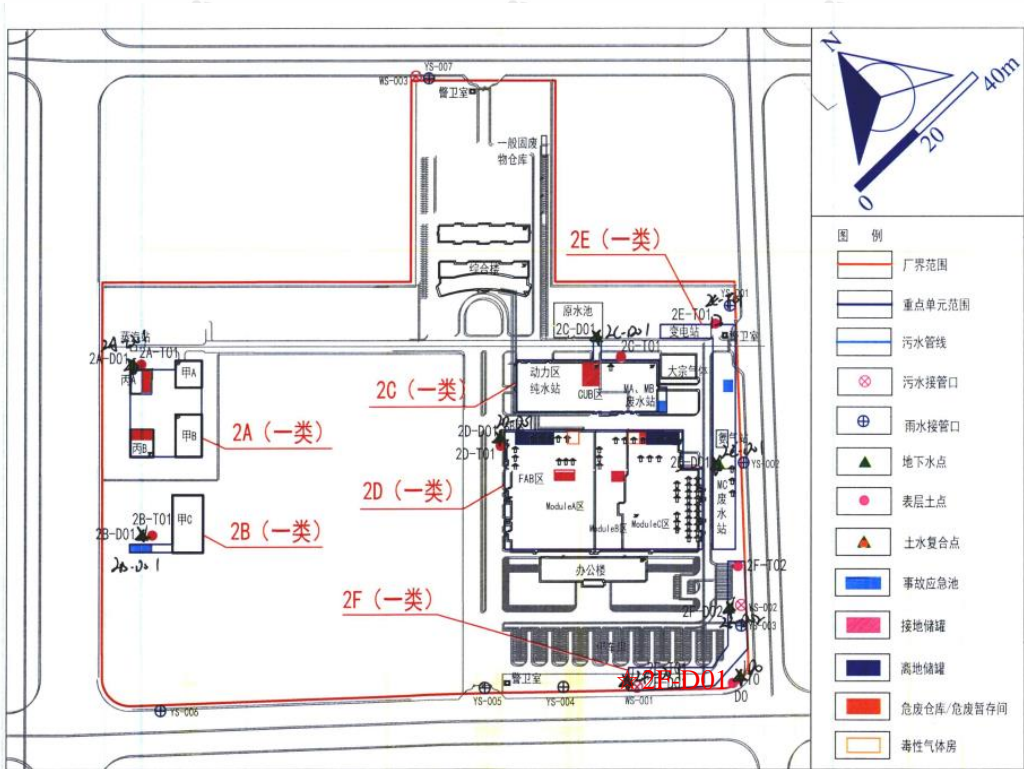 YS-007
WS-003
警卫室
一般固废
物仓库
N
40m
20
0
2E（一类）
综合楼
图 例
厂界范围
重点单元范围
污水管线
污水接管口
雨水接管口
地下水点
表层土点
土水复合点
事故应急池
接地储罐
离地储罐
危废仓库/危废暂存间
毒性气体房
原水池
2E-T01
变电站
警卫室
2C-D01
2C-D01
2C-T01
2A-D01
2A-T01
丙A
甲A
动力区
纯水站
CUB区
MA、MB
废水站
大宗气体
2C（一类）
2A（一类）
甲B
丙B
2D-D01
2D-T01
氮气站
YS-002
2D（一类）
FAB区
ModuleA区
ModuleB区
ModuleC区
MC
废水站
2B-T01
2B-D01
甲C
2B（一类）
2B-D01
办公楼
2F-T02
2F（一类）
2F-D02
WS-002
YS-003
警卫室
2F-D01
D0
YS-006
YS-005
YS-004
WS-001